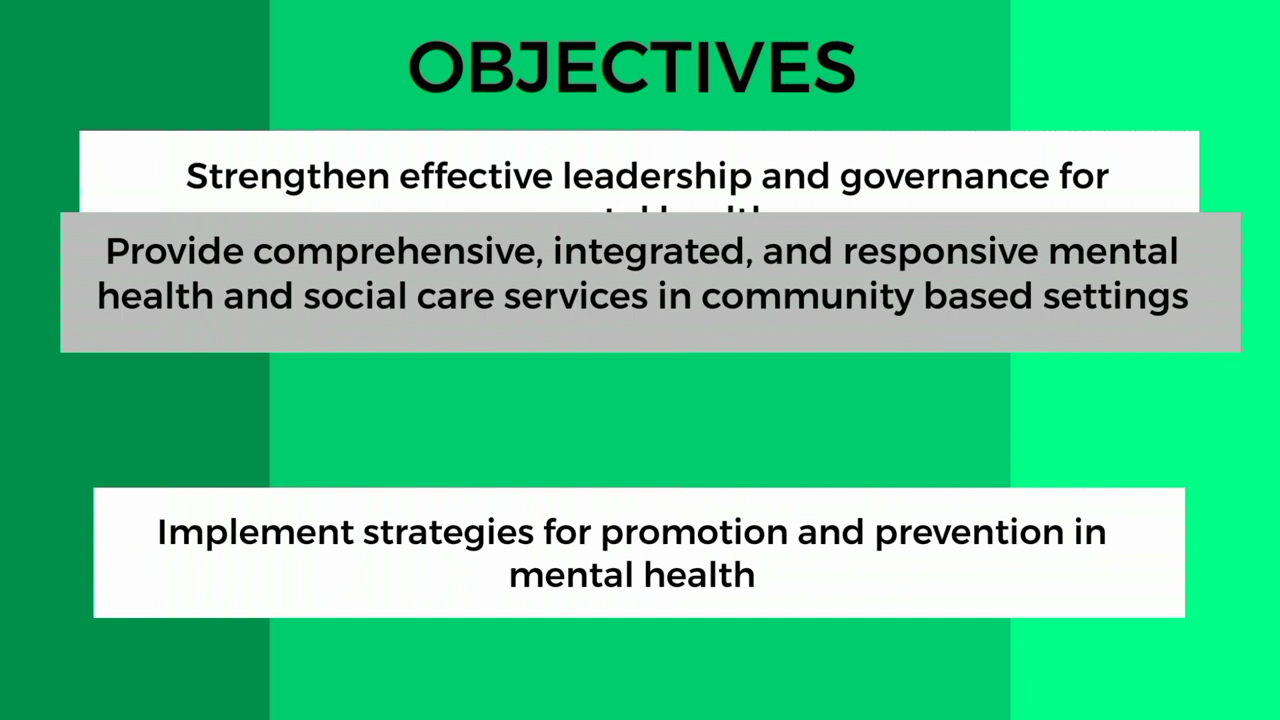 OBJECTIVES
Strengthen effective leadership and governance for
Provide comprehensive, integrated, and responsive mental
health and social care services in community based settings
Implement strategies for promotion and prevention in
mental health